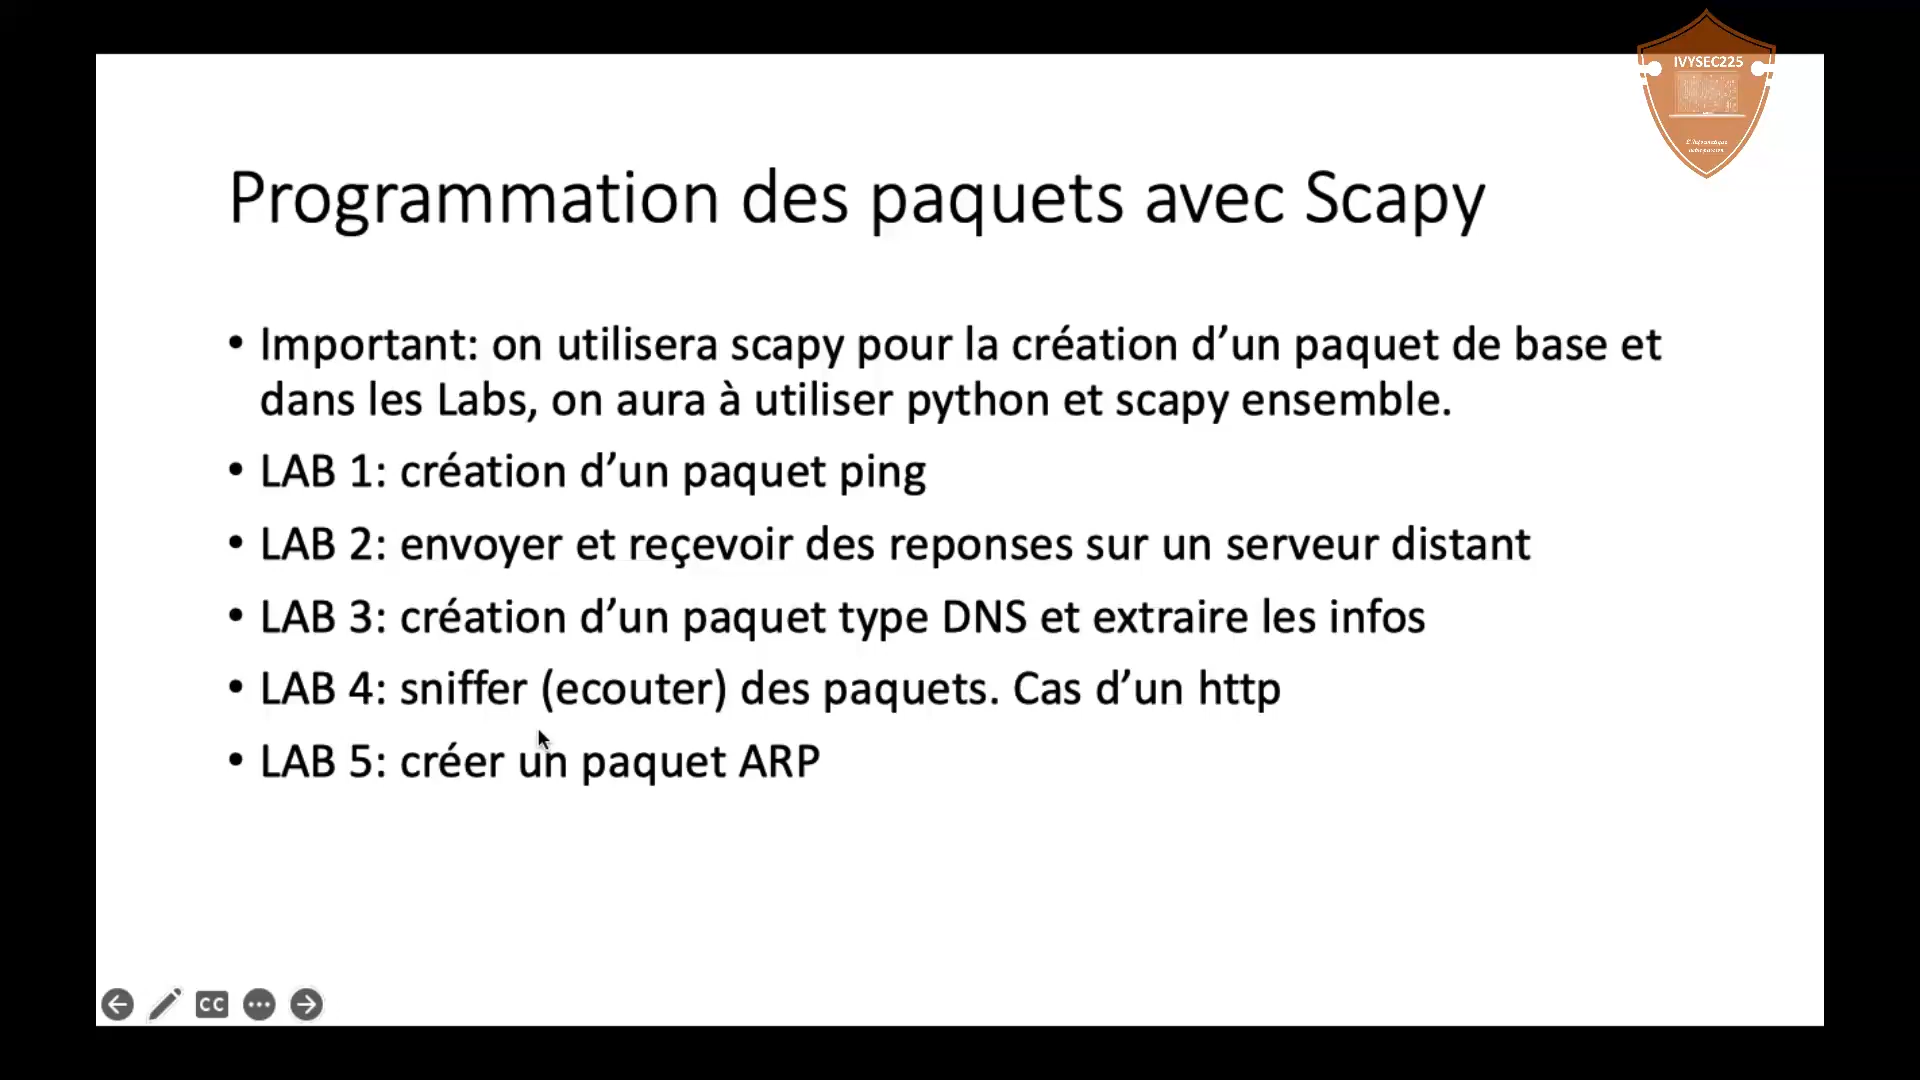 IVYSEC225
L'informatique
notre passion
Programmation des paquets avec Scapy
• Important: on utilisera scapy pour la création d’un paquet de base et
dans les Labs, on aura à utiliser python et scapy ensemble.
• LAB 1: création d’un paquet ping
• LAB 2: envoyer et reçevoir des reponses sur un serveur distant
• LAB 3: création d’un paquet type DNS et extraire les infos
• LAB 4: sniffer (ecouter) des paquets. Cas d’un http
• LAB 5: créer un paquet ARP
CC